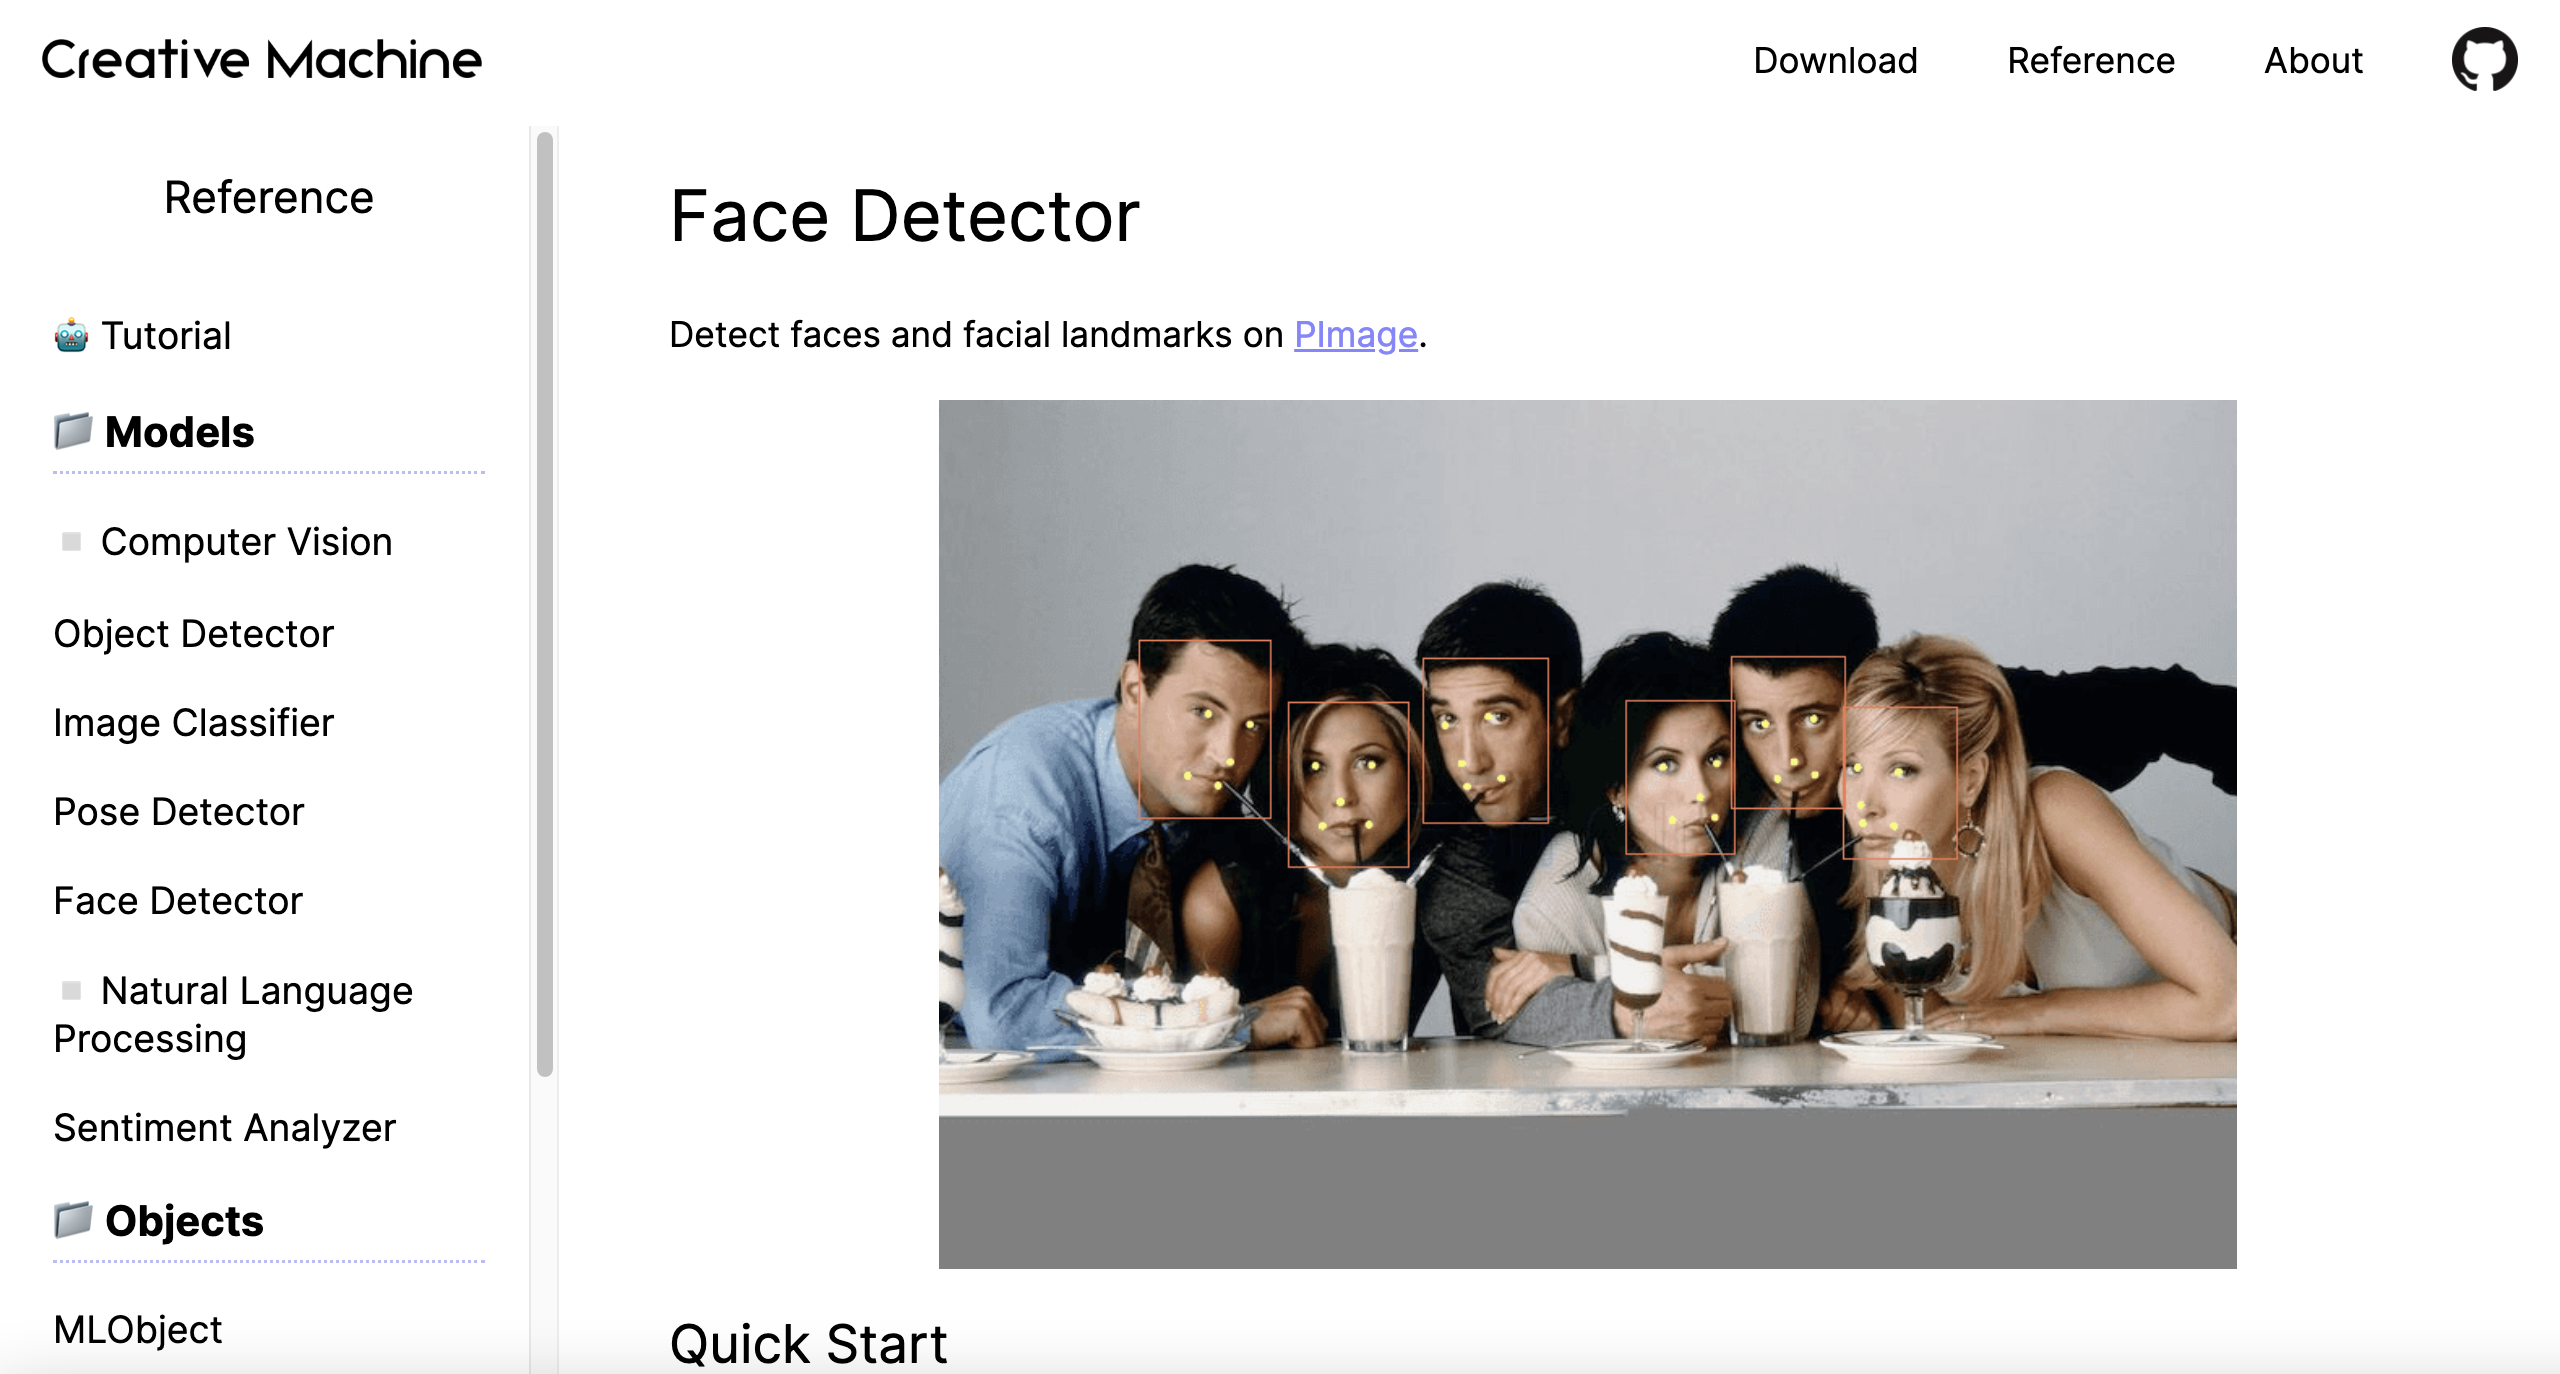 Creative Machine
Download
Reference
About
Reference
Tutorial
Models
Computer Vision
Object Detector
Image Classifier
Pose Detector
Face Detector
Natural Language
Processing
Sentiment Analyzer
Objects
MLObject
Face Detector
Detect faces and facial landmarks on PImage.
Quick Start